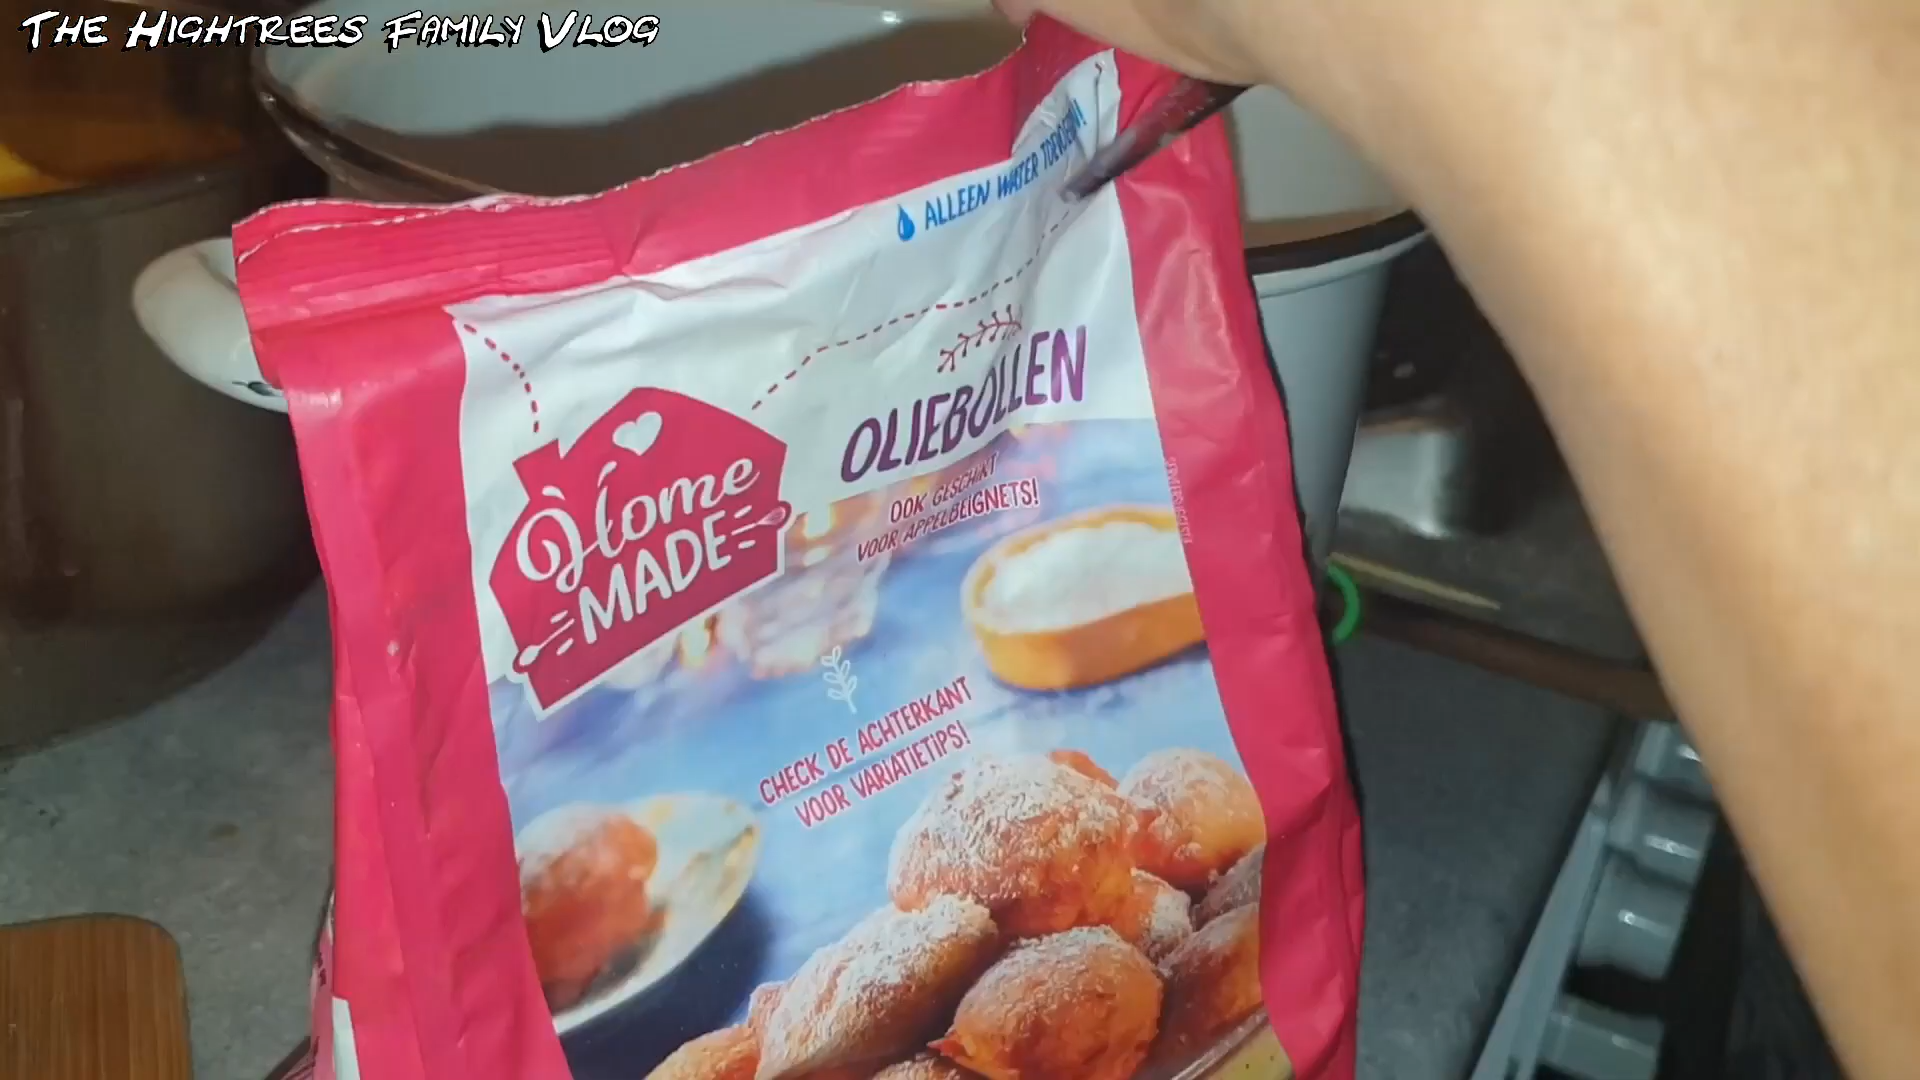 The Hightrees Family Vlog
ALLEEN WATER TOEVOEGEN!
Home
MADE
OLIEBOLLEN
OOK GESCHIKT
VOOR APPELBEIGNETS!
CHECK DE ACHTERKANT
VOOR VARIATIETIPS!
SERVEERSUGGESTIE